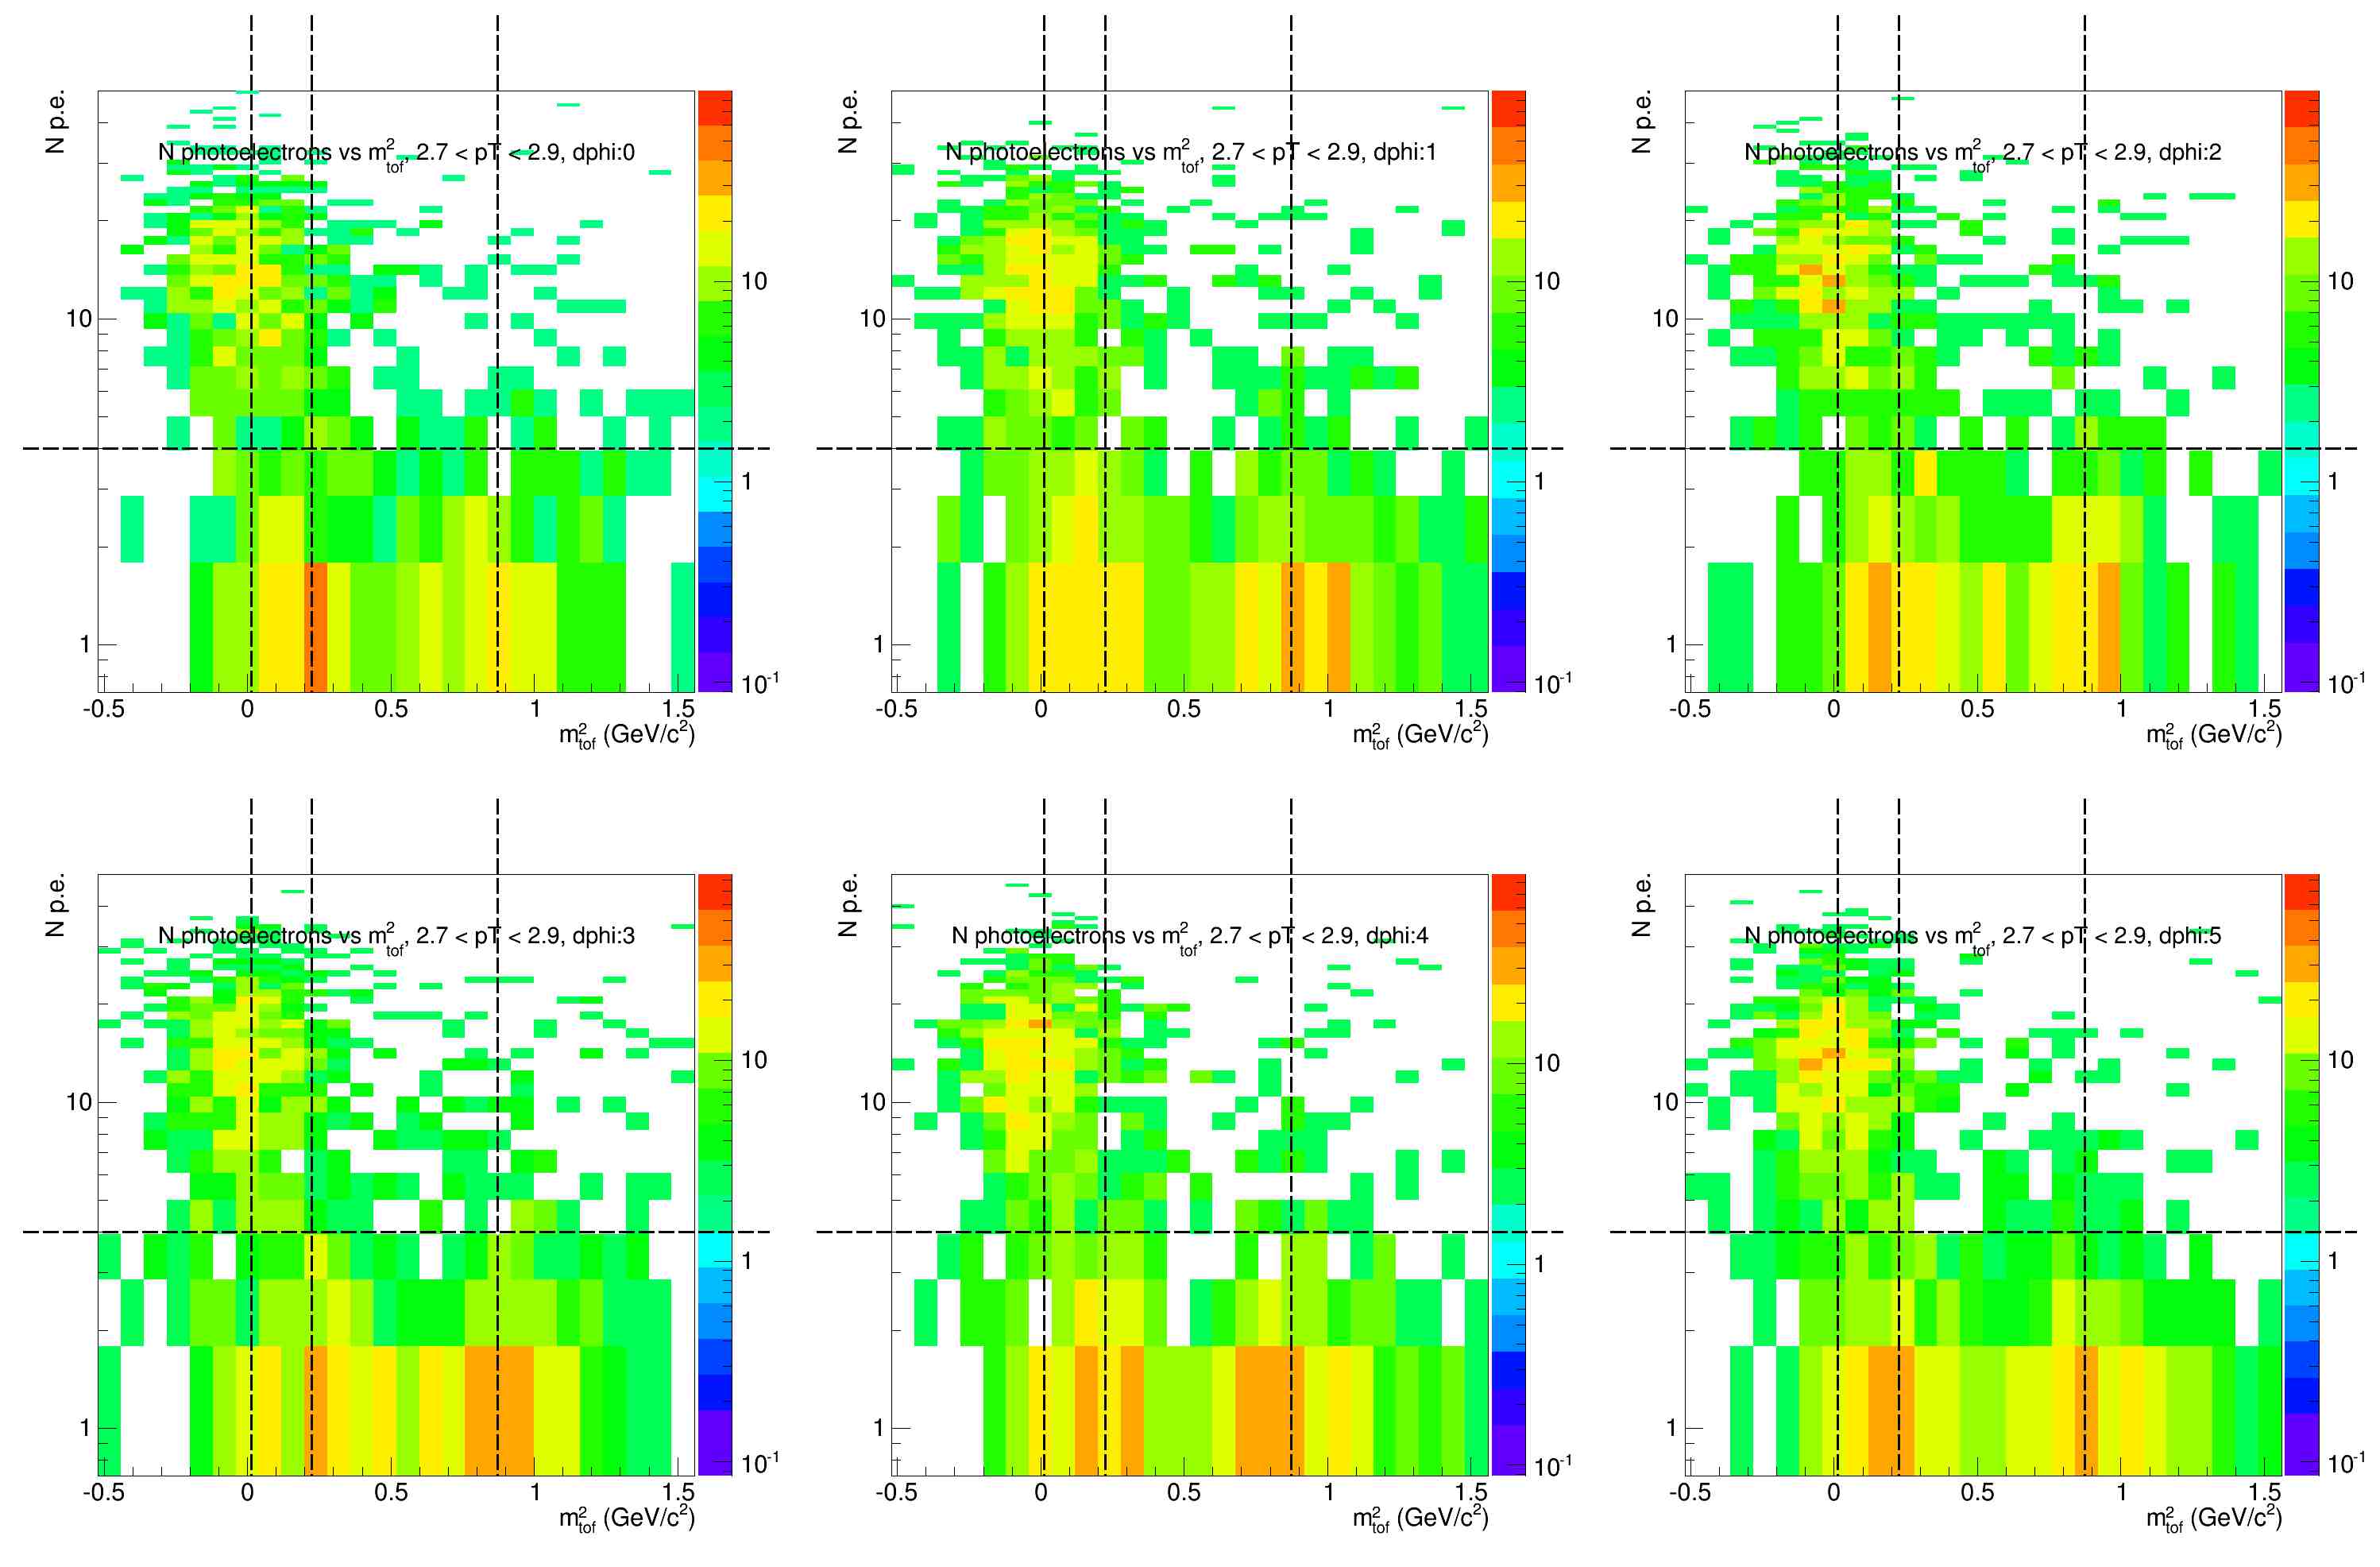 N p.e.
N photoelectrons vs m²tof, 2.7 < pT < 2.9, dphi:0
10
1
-0.5 0 0.5 1 1.5
m²tof (GeV/c²)
10
1
10⁻¹
N p.e.
N photoelectrons vs m²tof, 2.7 < pT < 2.9, dphi:1
10
1
-0.5 0 0.5 1 1.5
m²tof (GeV/c²)
10
1
10⁻¹
N p.e.
N photoelectrons vs m²tof, 2.7 < pT < 2.9, dphi:2
10
1
-0.5 0 0.5 1 1.5
m²tof (GeV/c²)
10
1
10⁻¹
N p.e.
N photoelectrons vs m²tof, 2.7 < pT < 2.9, dphi:3
10
1
-0.5 0 0.5 1 1.5
m²tof (GeV/c²)
10
1
10⁻¹
N p.e.
N photoelectrons vs m²tof, 2.7 < pT < 2.9, dphi:4
10
1
-0.5 0 0.5 1 1.5
m²tof (GeV/c²)
10
1
10⁻¹
N p.e.
N photoelectrons vs m²tof, 2.7 < pT < 2.9, dphi:5
10
1
-0.5 0 0.5 1 1.5
m²tof (GeV/c²)
10
1
10⁻¹